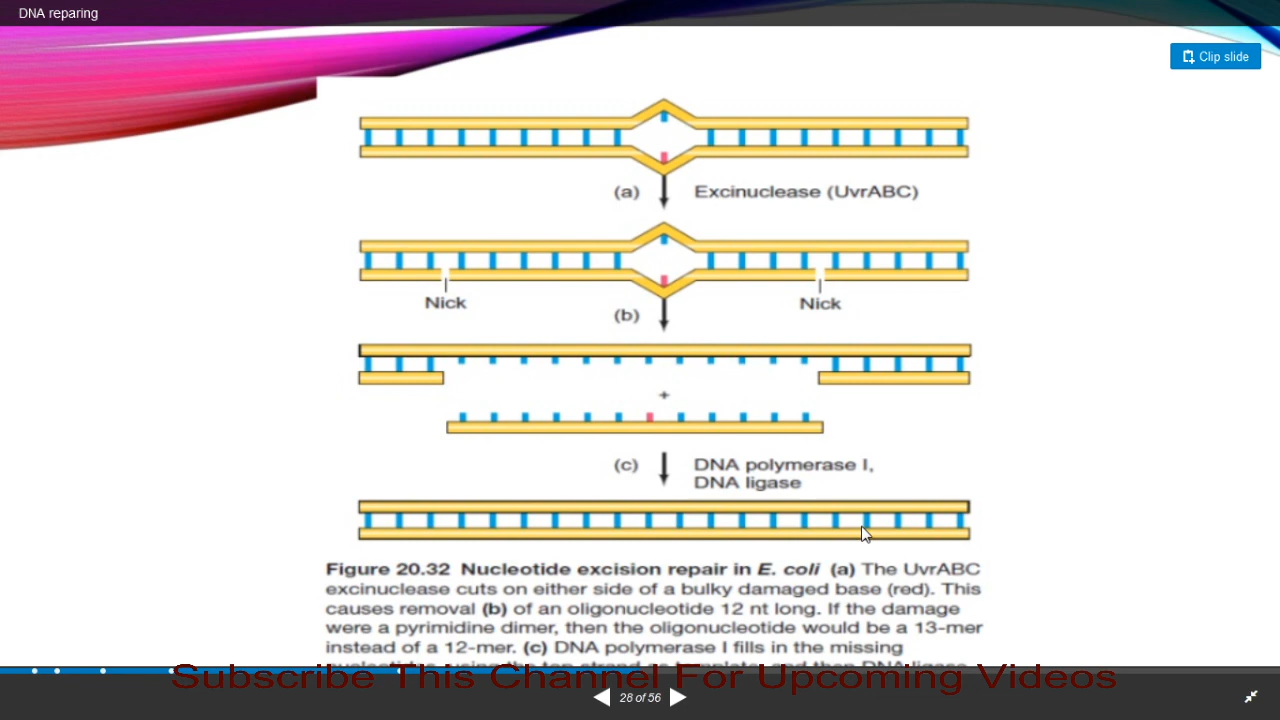 DNA reparing
Clip slide
(a) Excinuclease (UvrABC)
Nick Nick
(b)
+
(c) DNA polymerase I,
DNA ligase
Figure 20.32 Nucleotide excision repair in E. coli (a) The UvrABC
excinuclease cuts on either side of a bulky damaged base (red). This
causes removal (b) of an oligonucleotide 12 nt long. If the damage
were a pyrimidine dimer, then the oligonucleotide would be a 13-mer
instead of a 12-mer. (c) DNA polymerase I fills in the missing
Subscribe This Channel For Upcoming Videos
28 of 56